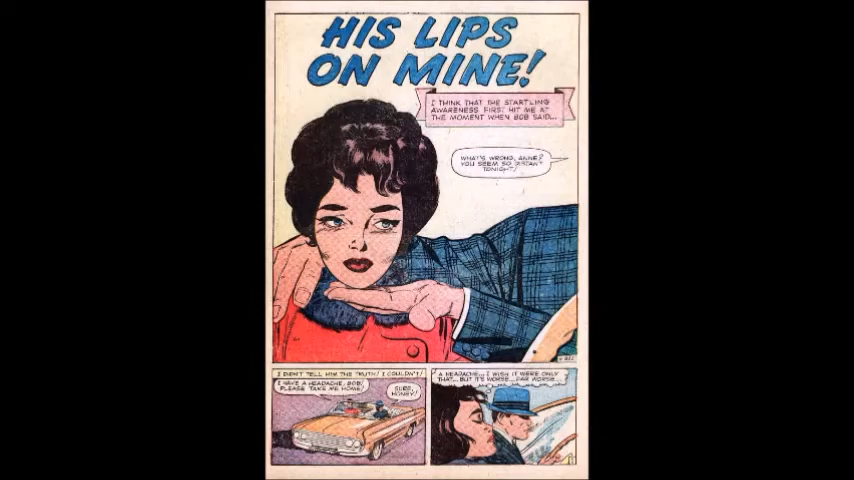 HIS LIPS
ON MINE!
I THINK THAT THE STARTLING
AWARENESS FIRST HIT ME AT
THE MOMENT WHEN BOB SAID...
WHAT'S WRONG, ANNE?
YOU SEEM SO DISTANT
TONIGHT!
I DIDN'T TELL HIM THE TRUTH! I COULDN'T!
I HAVE A HEADACHE, BOB!
PLEASE TAKE ME HOME!
SURE,
HONEY!
A HEADACHE... I WISH IT WERE ONLY
THAT... BUT IT'S WORSE... FAR WORSE...